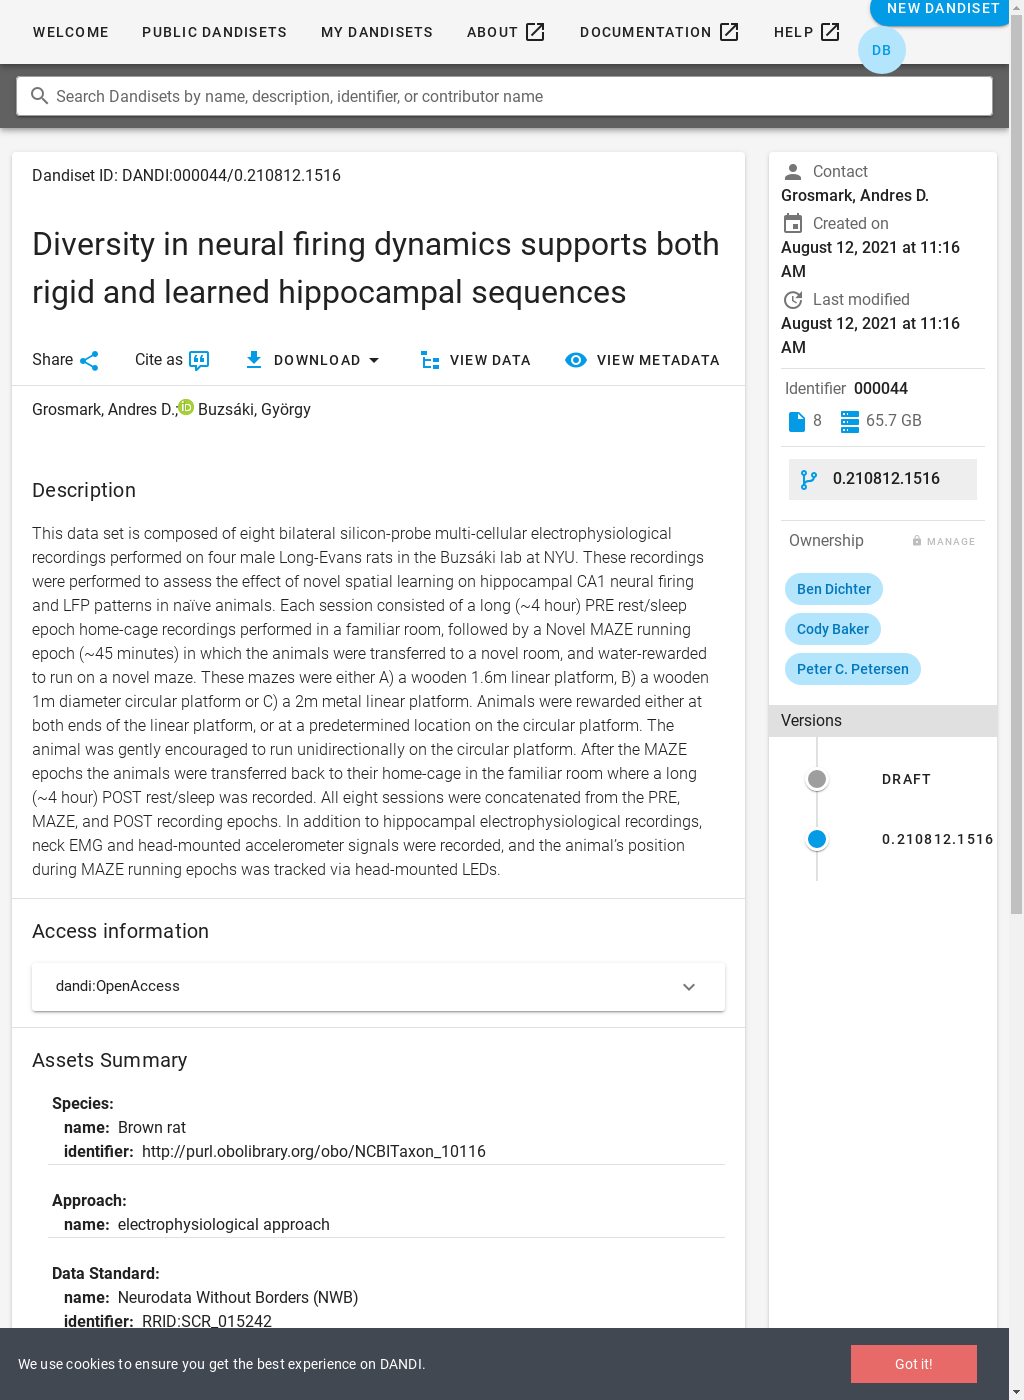 WELCOME
PUBLIC DANDISETS
MY DANDISETS
ABOUT
DOCUMENTATION
HELP
NEW DANDISET
DB
Search Dandisets by name, description, identifier, or contributor name
Dandiset ID: DANDI:000044/0.210812.1516
Diversity in neural firing dynamics supports both
rigid and learned hippocampal sequences
Share
Cite as
DOWNLOAD
VIEW DATA
VIEW METADATA
Grosmark, Andres D.; iD Buzsáki, György
Description
This data set is composed of eight bilateral silicon-probe multi-cellular electrophysiological
recordings performed on four male Long-Evans rats in the Buzsáki lab at NYU. These recordings
were performed to assess the effect of novel spatial learning on hippocampal CA1 neural firing
and LFP patterns in naïve animals. Each session consisted of a long (~4 hour) PRE rest/sleep
epoch home-cage recordings performed in a familiar room, followed by a Novel MAZE running
epoch (~45 minutes) in which the animals were transferred to a novel room, and water-rewarded
to run on a novel maze. These mazes were either A) a wooden 1.6m linear platform, B) a wooden
1m diameter circular platform or C) a 2m metal linear platform. Animals were rewarded either at
both ends of the linear platform, or at a predetermined location on the circular platform. The
animal was gently encouraged to run unidirectionally on the circular platform. After the MAZE
epochs the animals were transferred back to their home-cage in the familiar room where a long
(~4 hour) POST rest/sleep was recorded. All eight sessions were concatenated from the PRE,
MAZE, and POST recording epochs. In addition to hippocampal electrophysiological recordings,
neck EMG and head-mounted accelerometer signals were recorded, and the animal's position
during MAZE running epochs was tracked via head-mounted LEDs.
Access information
dandi:OpenAccess
Assets Summary
Species:
name: Brown rat
identifier: http://purl.obolibrary.org/obo/NCBITaxon_10116
Approach:
name: electrophysiological approach
Data Standard:
name: Neurodata Without Borders (NWB)
identifier: RRID:SCR_015242
Contact
Grosmark, Andres D.
Created on
August 12, 2021 at 11:16
AM
Last modified
August 12, 2021 at 11:16
AM
Identifier 000044
8
65.7 GB
0.210812.1516
Ownership
MANAGE
Ben Dichter
Cody Baker
Peter C. Petersen
Versions
DRAFT
0.210812.1516
We use cookies to ensure you get the best experience on DANDI.
Got it!